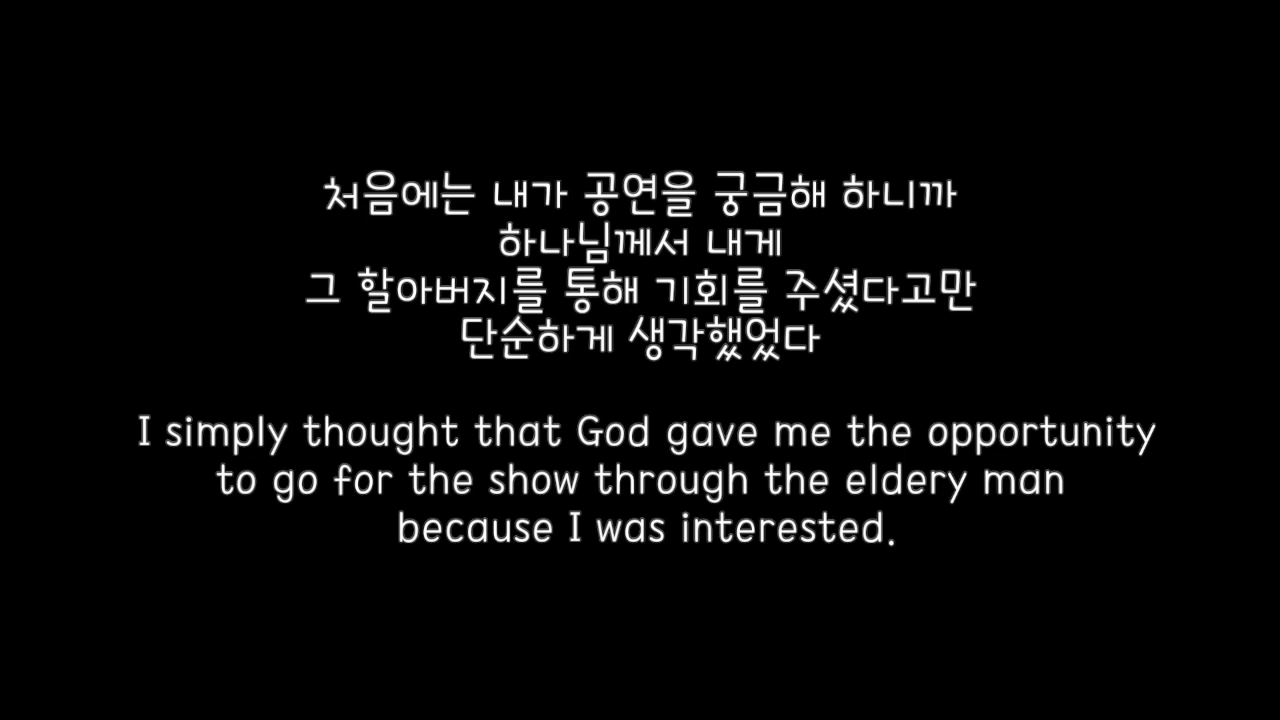 처음에는 내가 공연을 궁금해 하니까
하나님께서 내게
그 할아버지를 통해 기회를 주셨다고만
단순하게 생각했었다
I simply thought that God gave me the opportunity
to go for the show through the eldery man
because I was interested.